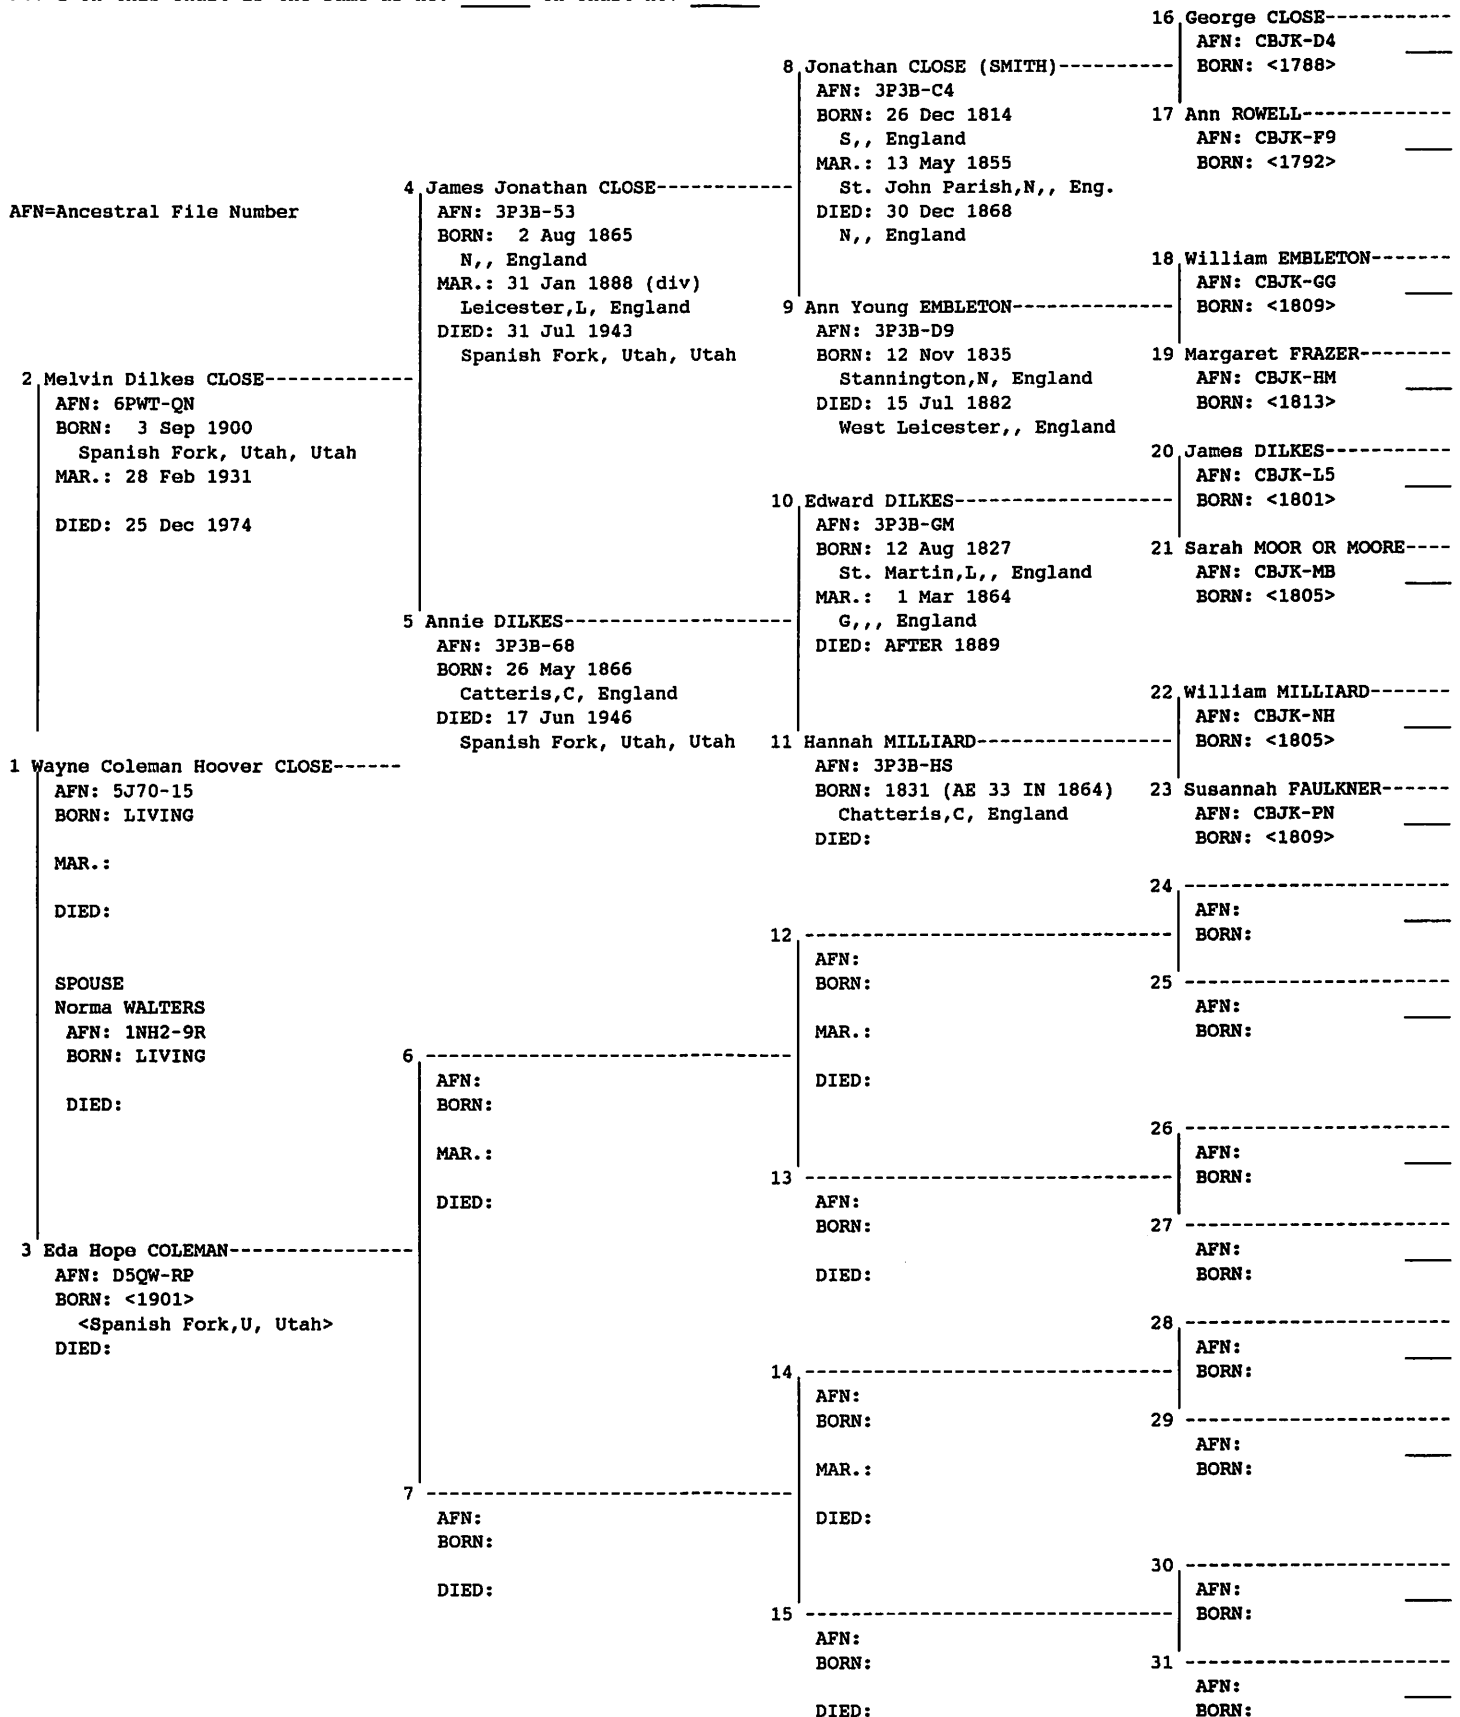 16 George CLOSE-----------
AFN: CBJK-D4
BORN: <1788>
8 Jonathan CLOSE (SMITH)----------
AFN: 3P3B-C4
BORN: 26 Dec 1814
S,, England
MAR.: 13 May 1855
St. John Parish,N,, Eng.
DIED: 30 Dec 1868
N,, England
17 Ann ROWELL-------------
AFN: CBJK-F9
BORN: <1792>
4 James Jonathan CLOSE------------
AFN: 3P3B-53
BORN: 2 Aug 1865
N,, England
MAR.: 31 Jan 1888 (div)
Leicester,L, England
DIED: 31 Jul 1943
Spanish Fork, Utah, Utah
AFN=Ancestral File Number
18 William EMBLETON-------
AFN: CBJK-GG
BORN: <1809>
9 Ann Young EMBLETON--------------
AFN: 3P3B-D9
BORN: 12 Nov 1835
Stannington,N, England
DIED: 15 Jul 1882
West Leicester,, England
19 Margaret FRAZER--------
AFN: CBJK-HM
BORN: <1813>
2 Melvin Dilkes CLOSE-------------
AFN: 6PWT-QN
BORN: 3 Sep 1900
Spanish Fork, Utah, Utah
MAR.: 28 Feb 1931
DIED: 25 Dec 1974
20 James DILKES-----------
AFN: CBJK-L5
BORN: <1801>
10 Edward DILKES-------------------
AFN: 3P3B-GM
BORN: 12 Aug 1827
St. Martin,L,, England
MAR.: 1 Mar 1864
G,,, England
DIED: AFTER 1889
21 Sarah MOOR OR MOORE----
AFN: CBJK-MB
BORN: <1805>
5 Annie DILKES--------------------
AFN: 3P3B-68
BORN: 26 May 1866
Catteris,C, England
DIED: 17 Jun 1946
Spanish Fork, Utah, Utah
22 William MILLIARD-------
AFN: CBJK-NH
BORN: <1805>
11 Hannah MILLIARD-----------------
AFN: 3P3B-HS
BORN: 1831 (AE 33 IN 1864)
Chatteris,C, England
DIED:
23 Susannah FAULKNER------
AFN: CBJK-PN
BORN: <1809>
1 Wayne Coleman Hoover CLOSE------
AFN: 5J70-15
BORN: LIVING
MAR.:
DIED:
SPOUSE
Norma WALTERS
AFN: 1NH2-9R
BORN: LIVING
DIED:
24 -----------------------
AFN:
BORN:
12 --------------------------------
AFN:
BORN:
MAR.:
DIED:
25 -----------------------
AFN:
BORN:
6 --------------------------------
AFN:
BORN:
MAR.:
DIED:
26 -----------------------
AFN:
BORN:
13 --------------------------------
AFN:
BORN:
DIED:
27 -----------------------
AFN:
BORN:
3 Eda Hope COLEMAN----------------
AFN: D5QW-RP
BORN: <1901>
<Spanish Fork,U, Utah>
DIED:
28 -----------------------
AFN:
BORN:
14 --------------------------------
AFN:
BORN:
MAR.:
DIED:
29 -----------------------
AFN:
BORN:
7 --------------------------------
AFN:
BORN:
DIED:
30 -----------------------
AFN:
BORN:
15 --------------------------------
AFN:
BORN:
DIED:
31 -----------------------
AFN:
BORN: